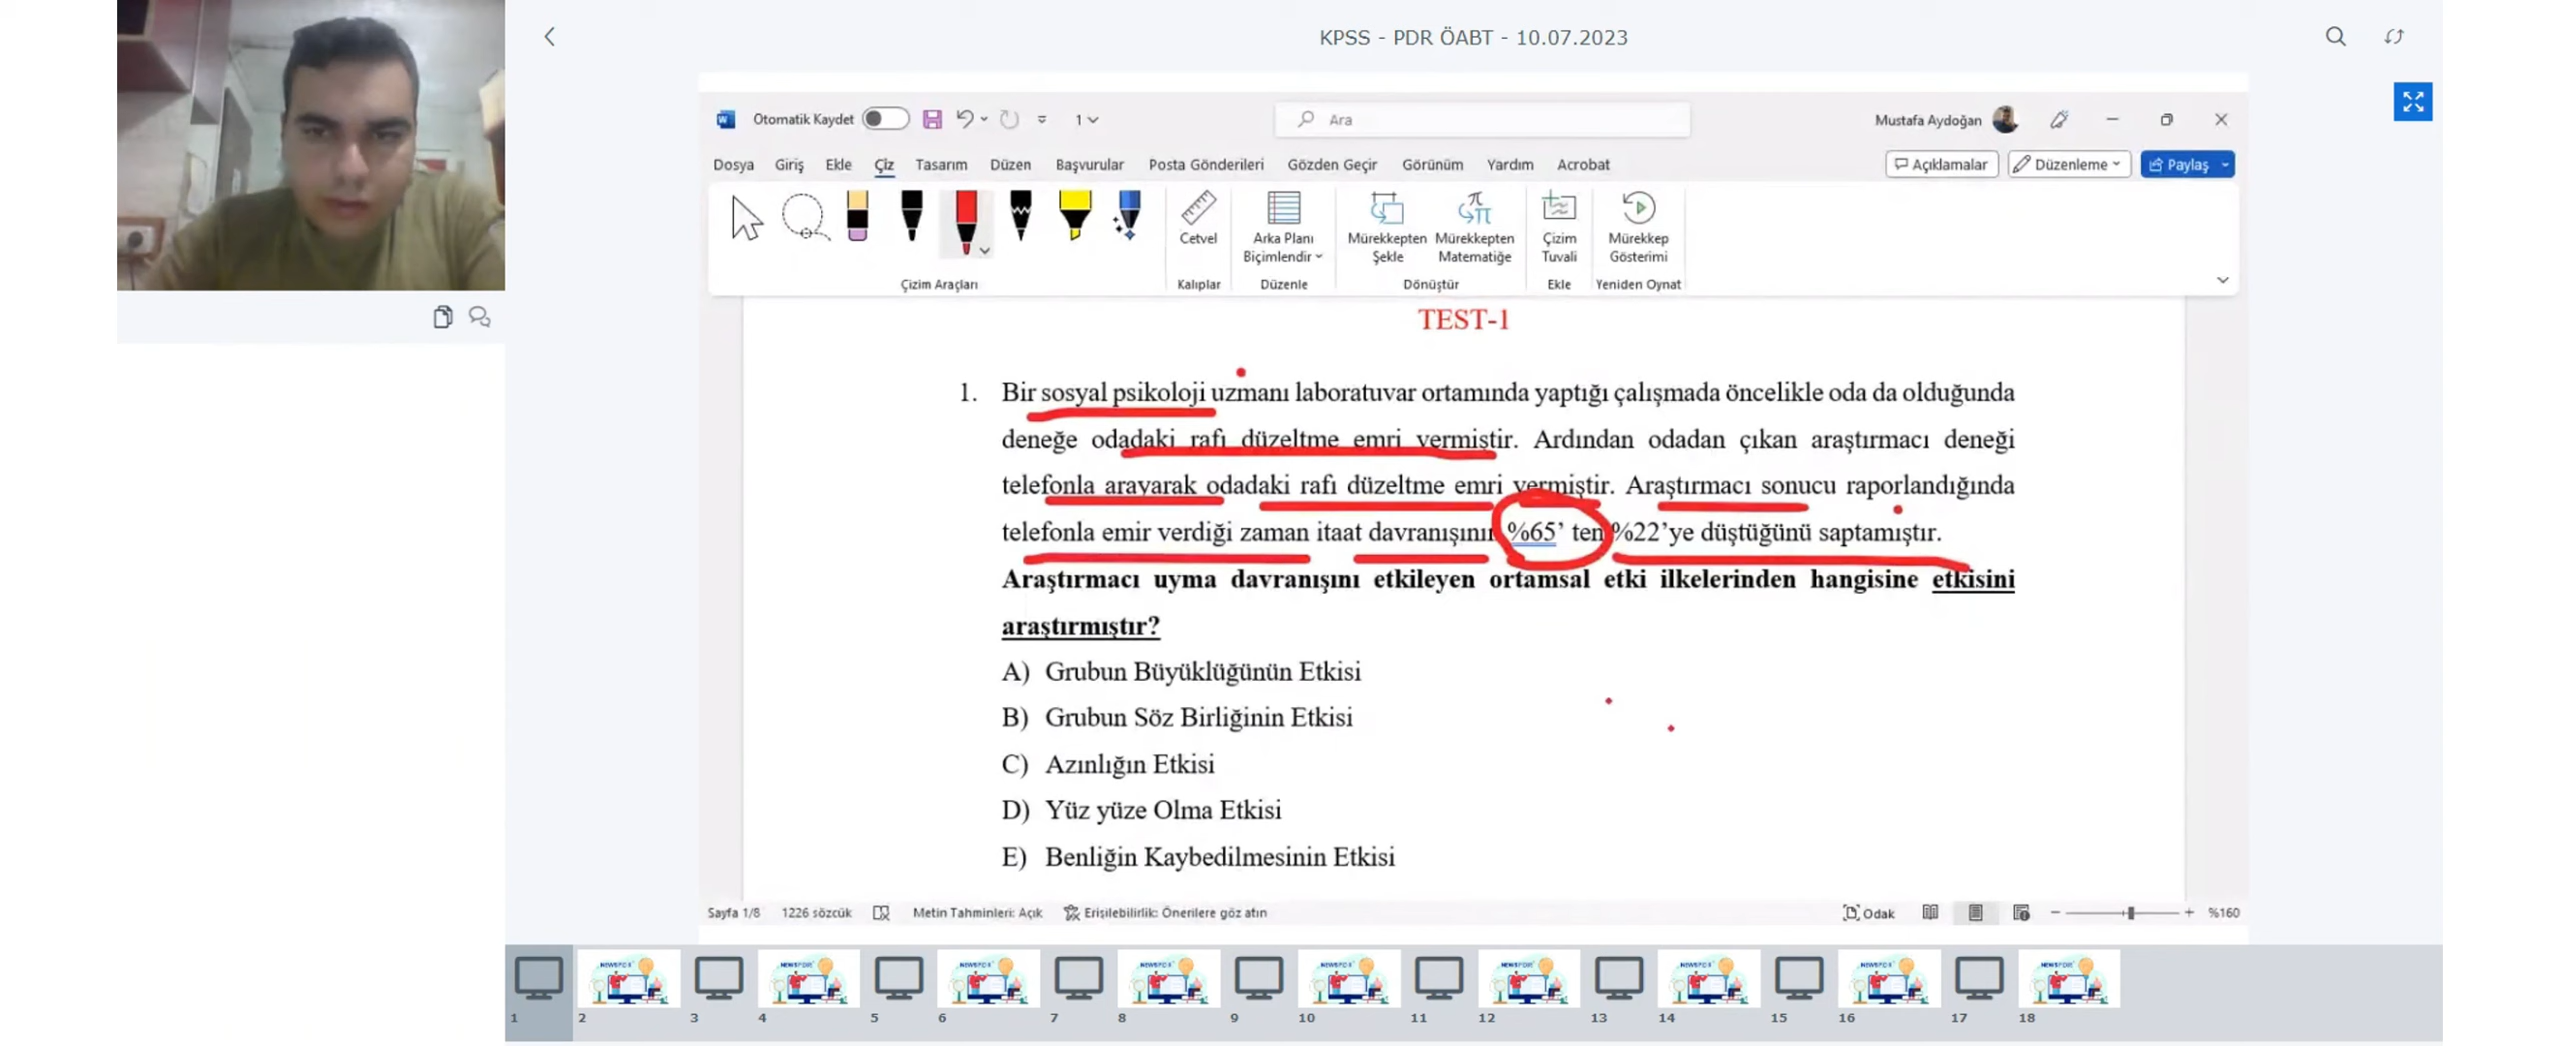 KPSS - PDR ÖABT - 10.07.2023
Otomatik Kaydet
1
Ara
Mustafa Aydoğan
Dosya Giriş Ekle Çiz Tasarım Düzen Başvurular Posta Gönderileri Gözden Geçir Görünüm Yardım Acrobat
Açıklamalar Düzenleme Paylaş
Cetvel
Arka Planı
Biçimlendir
Mürekkepten
Şekle
Mürekkepten
Matematiğe
Çizim
Tuvali
Mürekkep
Gösterimi
Çizim Araçları Kalıplar Düzenle Dönüştür Ekle Yeniden Oynat
TEST-1
1. Bir sosyal psikoloji uzmanı laboratuvar ortamında yaptığı çalışmada öncelikle oda da olduğunda
deneğe odadaki rafı düzeltme emri vermiştir. Ardından odadan çıkan araştırmacı deneği
telefonla arayarak odadaki rafı düzeltme emri vermiştir. Araştırmacı sonucu raporlandığında
telefonla emir verdiği zaman itaat davranışının %65’ ten %22’ye düştüğünü saptamıştır.
Araştırmacı uyma davranışını etkileyen ortamsal etki ilkelerinden hangisine etkisini
araştırmıştır?
A) Grubun Büyüklüğünün Etkisi
B) Grubun Söz Birliğinin Etkisi
C) Azınlığın Etkisi
D) Yüz yüze Olma Etkisi
E) Benliğin Kaybedilmesinin Etkisi
Sayfa 1/8 1226 sözcük Metin Tahminleri: Açık Erişilebilirlik: Önerilere göz atın Odak %160
1 2 3 4 5 6 7 8 9 10 11 12 13 14 15 16 17 18